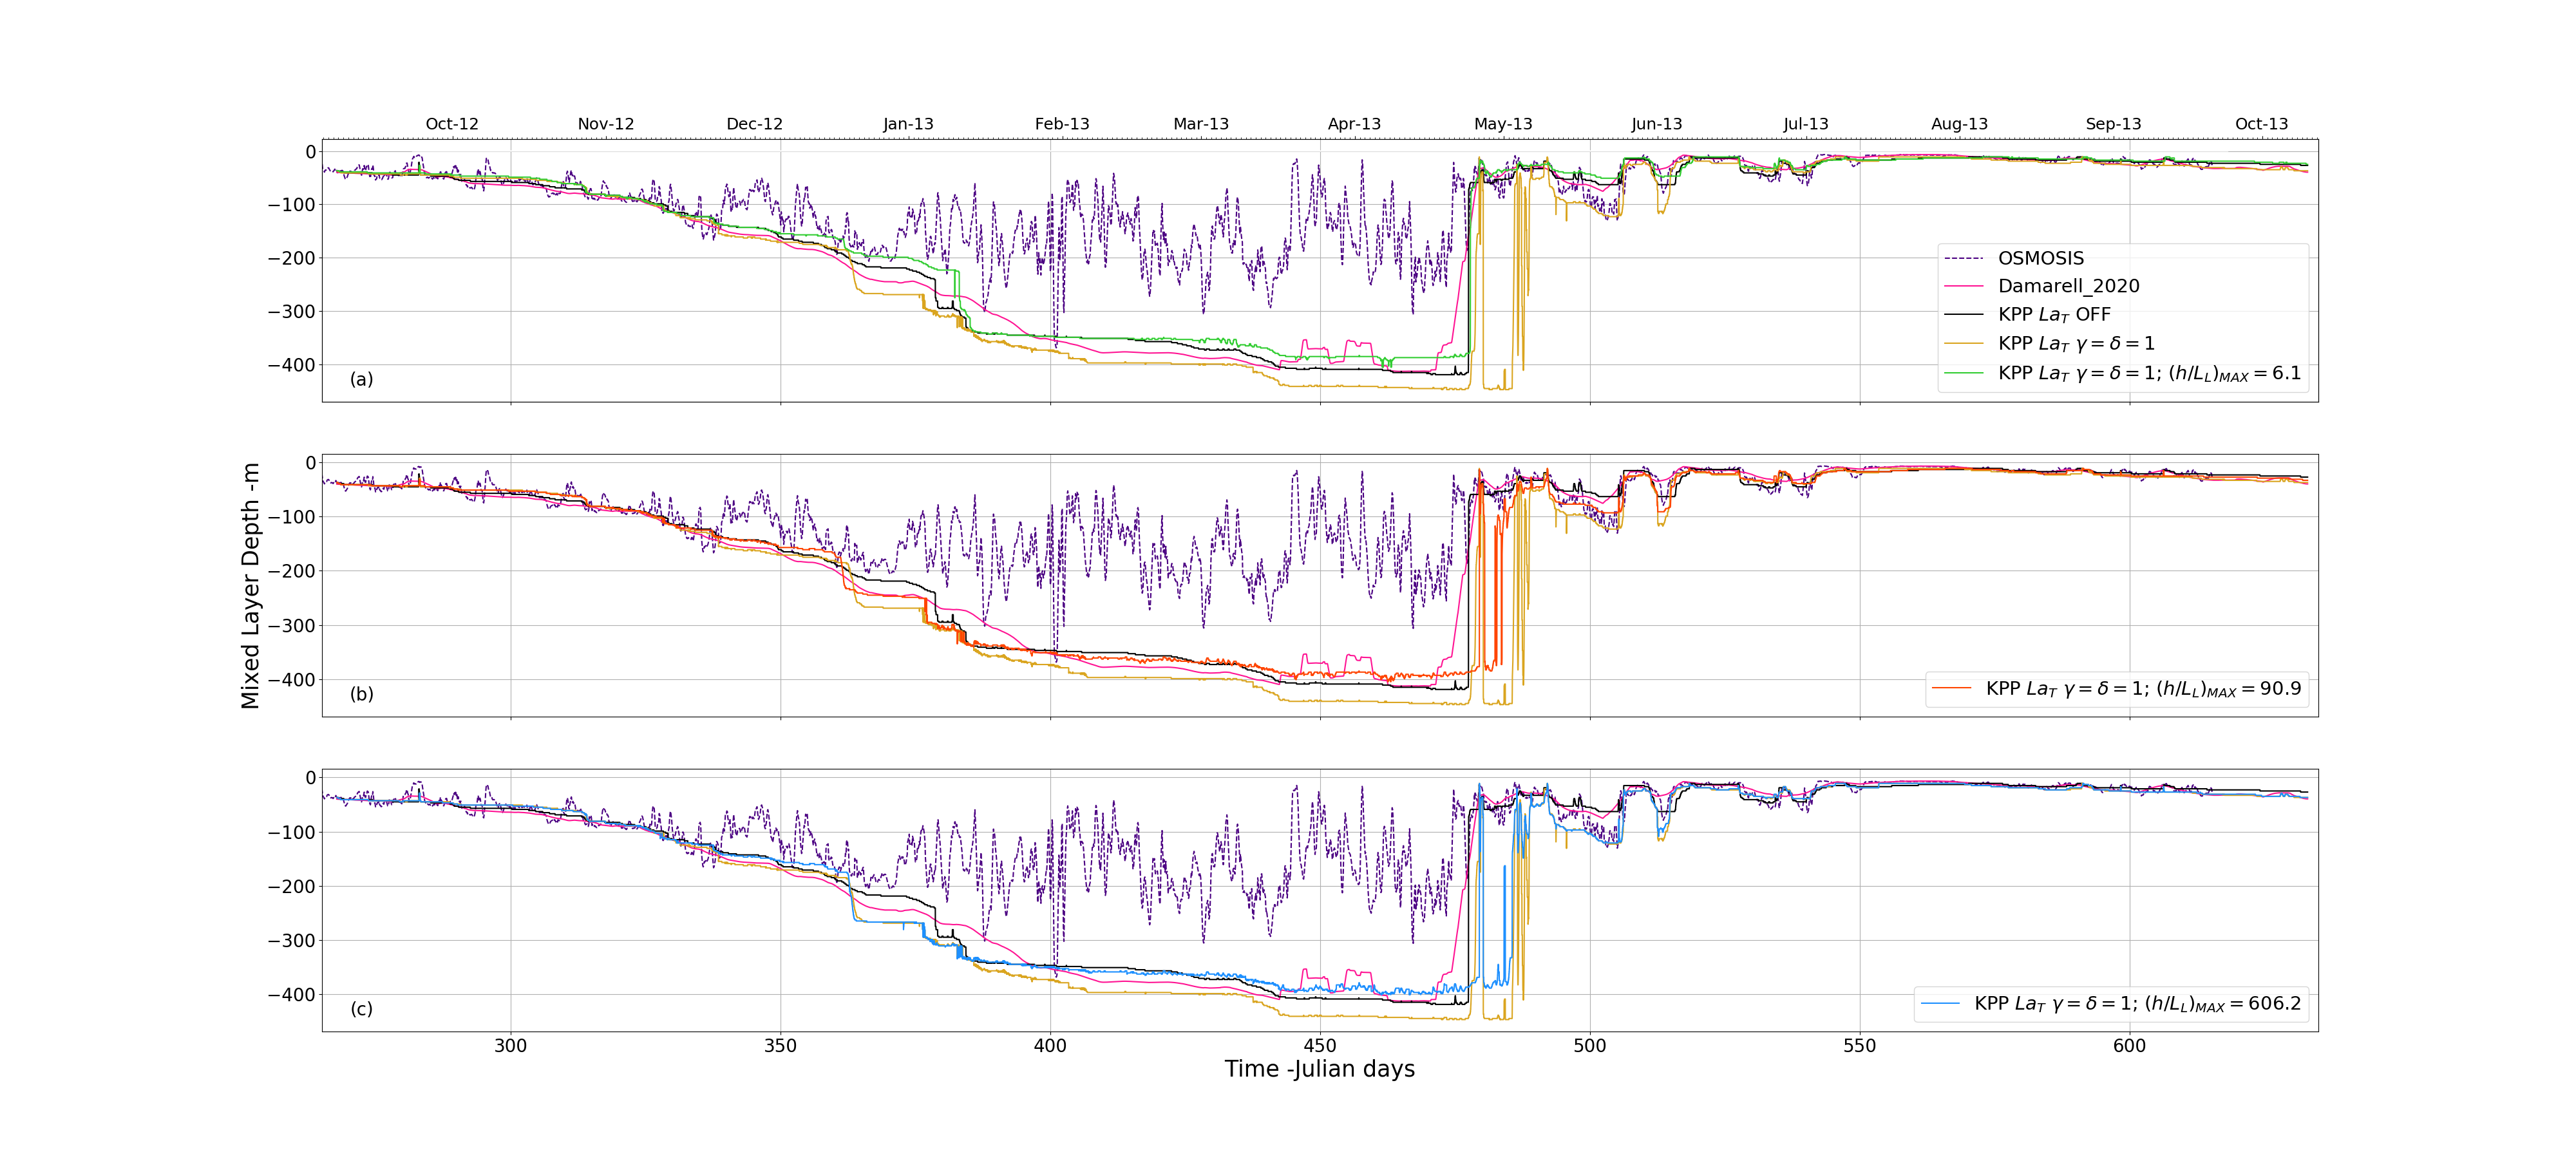 Oct-12 Nov-12 Dec-12 Jan-13 Feb-13 Mar-13 Apr-13 May-13 Jun-13 Jul-13 Aug-13 Sep-13 Oct-13
0
−100
−200
−300
−400
(a)
OSMOSIS
Damarell_2020
KPP La_T OFF
KPP La_T γ = δ = 1
KPP La_T γ = δ = 1; (h/L_L)_MAX = 6.1
Mixed Layer Depth -m
0
−100
−200
−300
−400
(b)
KPP La_T γ = δ = 1; (h/L_L)_MAX = 90.9
0
−100
−200
−300
−400
(c)
KPP La_T γ = δ = 1; (h/L_L)_MAX = 606.2
300 350 400 450 500 550 600
Time -Julian days